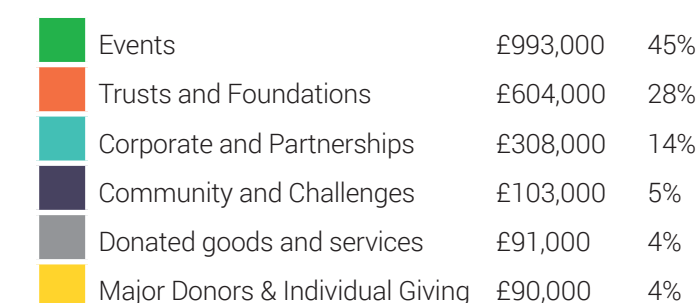 Events £993,000 45%
Trusts and Foundations £604,000 28%
Corporate and Partnerships £308,000 14%
Community and Challenges £103,000 5%
Donated goods and services £91,000 4%
Major Donors & Individual Giving £90,000 4%